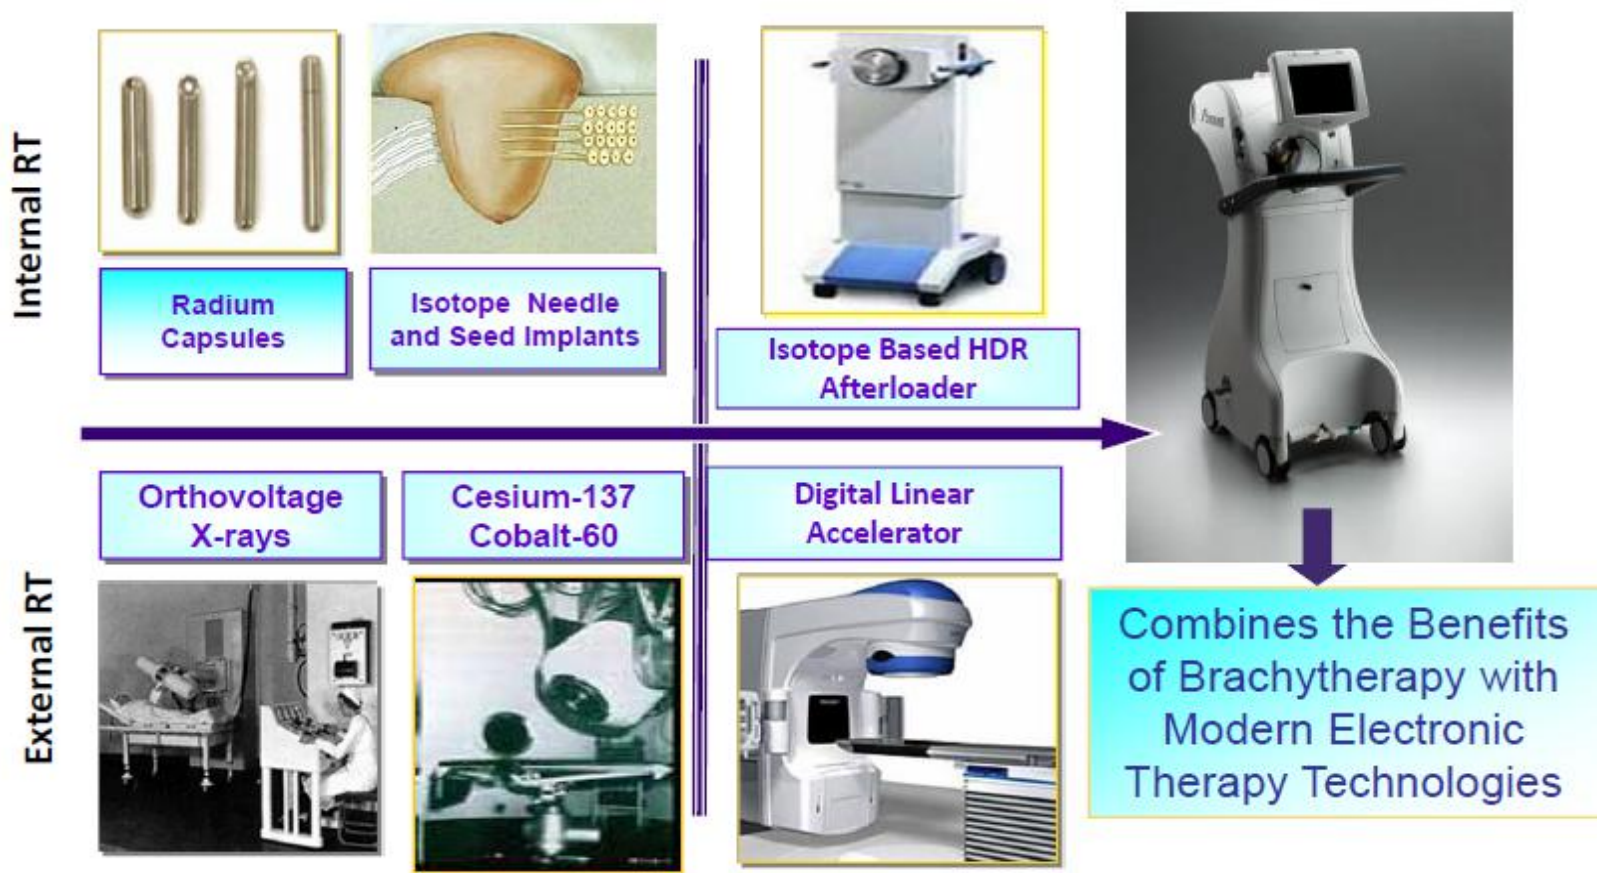 Internal RT
Radium
Capsules
Isotope Needle
and Seed Implants
Isotope Based HDR
Afterloader
External RT
Orthovoltage
X-rays
Cesium-137
Cobalt-60
Digital Linear
Accelerator
Combines the Benefits
of Brachytherapy with
Modern Electronic
Therapy Technologies